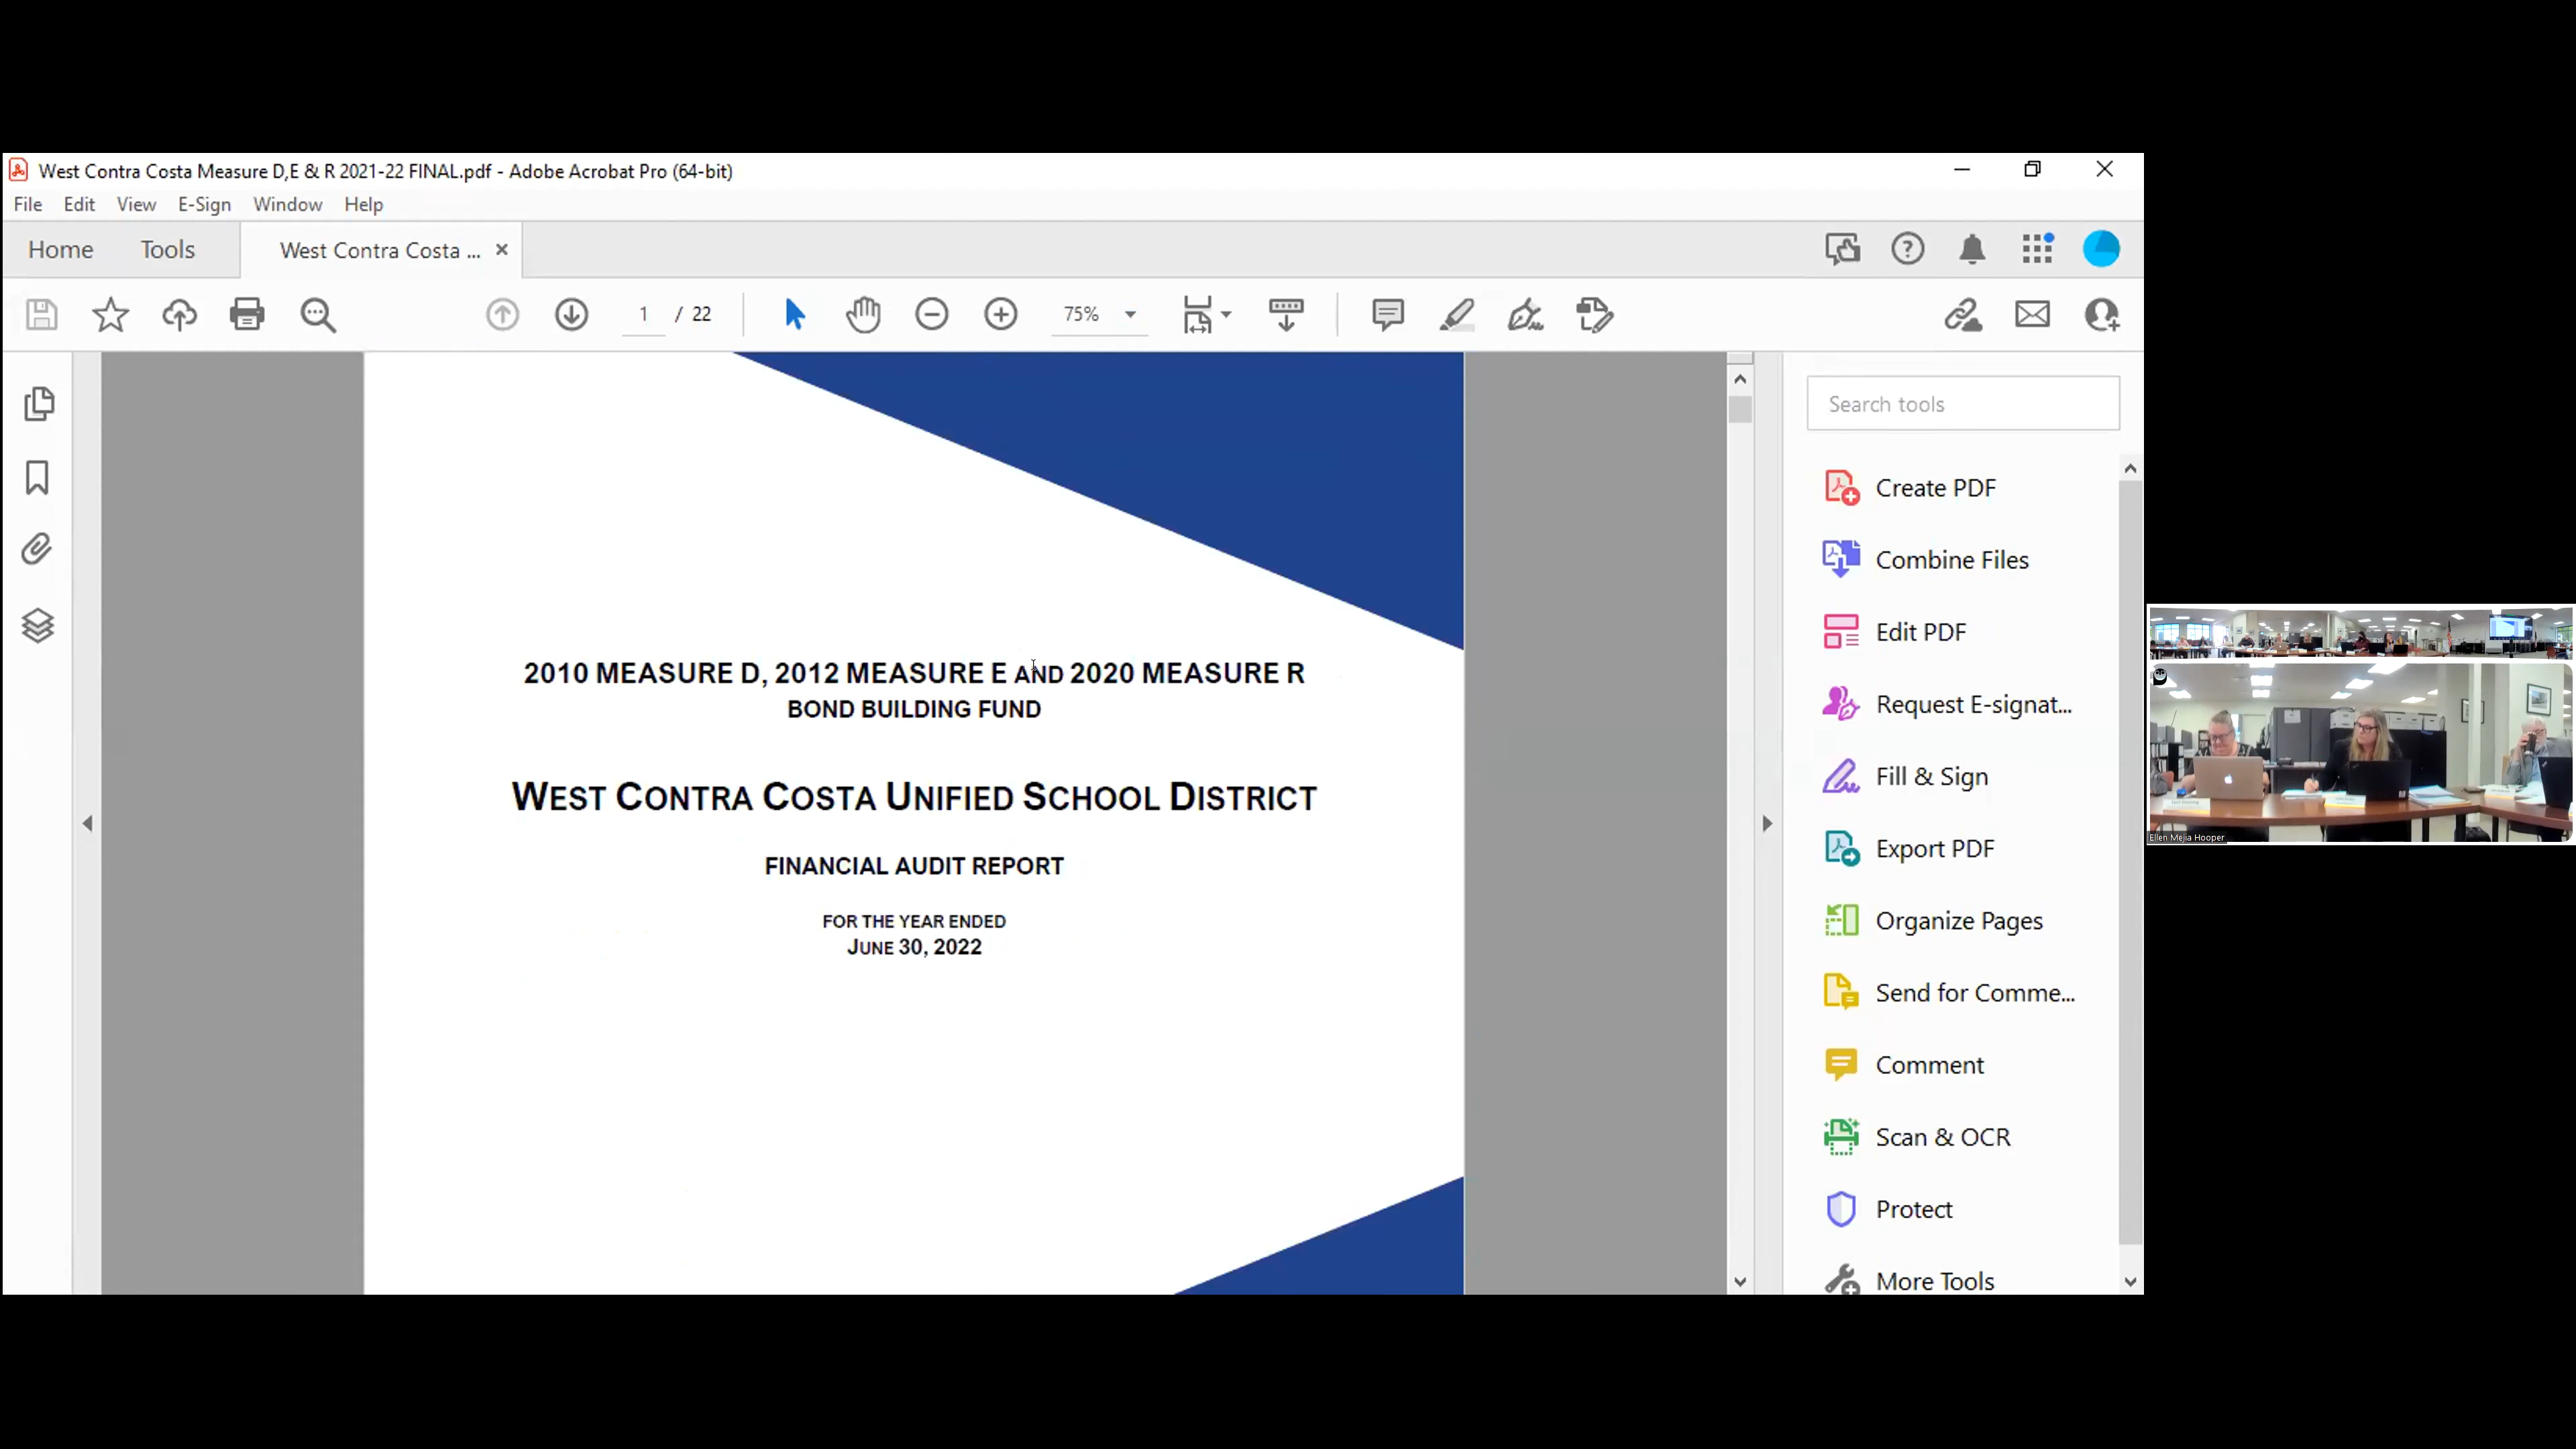 West Contra Costa Measure D,E & R 2021-22 FINAL.pdf - Adobe Acrobat Pro (64-bit)
File Edit View E-Sign Window Help
Home Tools West Contra Costa ...
1 / 22 75%
2010 MEASURE D, 2012 MEASURE E AND 2020 MEASURE R
BOND BUILDING FUND
WEST CONTRA COSTA UNIFIED SCHOOL DISTRICT
FINANCIAL AUDIT REPORT
FOR THE YEAR ENDED
JUNE 30, 2022
Search tools
Create PDF
Combine Files
Edit PDF
Request E-signat...
Fill & Sign
Export PDF
Organize Pages
Send for Comme...
Comment
Scan & OCR
Protect
More Tools
Ellen Mejia Hooper